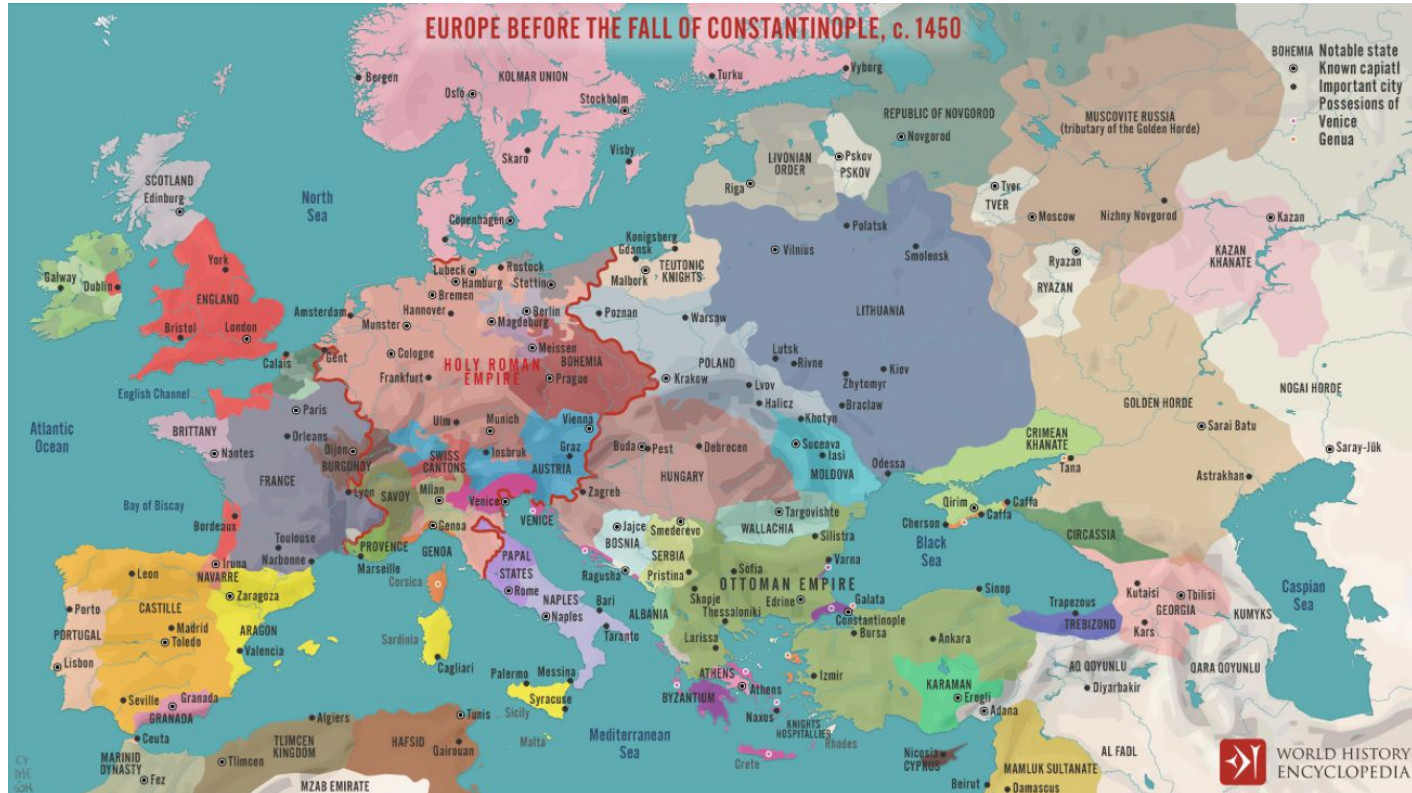 EUROPE BEFORE THE FALL OF CONSTANTINOPLE, c. 1450
BOHEMIA Notable state
Known capiatl
Important city
Possesions of
Venice
Genua
Bergen
KOLMAR UNION
Oslo
Stockholm
Turku
Vyborg
Skaro
Visby
Copenhagen
REPUBLIC OF NOVGOROD
Novgorod
MUSCOVITE RUSSIA
(tributary of the Golden Horde)
LIVONIAN
ORDER
Pskov
PSKOV
Riga
Tver
TVER
Moscow
Nizhny Novgorod
Kazan
KAZAN
KHANATE
Ryazan
RYAZAN
SCOTLAND
Edinburg
North
Sea
Galway
Dublin
York
ENGLAND
Bristol
London
Calais
English Channel
Atlantic
Ocean
Konigsberg
Gdansk
TEUTONIC
KNIGHTS
Malbork
Polatsk
Vilnius
Smolensk
LITHUANIA
Lubeck
Rostock
Hamburg
Stettin
Bremen
Amsterdam
Hannover
Berlin
Munster
Magdeburg
Gent
Cologne
Meissen
HOLY ROMAN
EMPIRE
BOHEMIA
Frankfurt
Prague
Poznan
Warsaw
POLAND
Krakow
Lutsk
Rivne
Zhytomyr
Kiev
Lvov
Halicz
Braclaw
Khotyn
NOGAI HORDE
GOLDEN HORDE
Sarai Batu
Saray-Jük
Astrakhan
CRIMEAN
KHANATE
Tana
Paris
BRITTANY
Orleans
Nantes
Dijon
BURGUNDY
FRANCE
Ulm
Munich
Vienna
SWISS
CANTONS
Insbruk
Graz
AUSTRIA
Buda
Pest
Debrecen
HUNGARY
Suceava
Iasi
MOLDOVA
Odessa
Bay of Biscay
Lyon
SAVOY
Milan
Venice
VENICE
Zagreb
Bordeaux
Toulouse
Narbonne
PROVENCE
Marseille
Genoa
GENOA
Jajce
BOSNIA
Smederevo
SERBIA
Pristina
Ragusha
Targovishte
WALLACHIA
Silistra
Varna
Qirim
Caffa
Caffa
Cherson
Black
Sea
CIRCASSIA
Caspian
Sea
Iruna
NAVARRE
Leon
Zaragoza
Porto
CASTILLE
PORTUGAL
Madrid
Toledo
ARAGON
Valencia
Lisbon
Seville
Granada
GRANADA
Ceuta
Corsica
PAPAL
STATES
Rome
NAPLES
Naples
Bari
Taranto
Sardinia
Cagliari
Palermo
Messina
Syracuse
Sicily
Malta
Mediterranean
Sea
Sofia
OTTOMAN EMPIRE
Skopje
Edrine
Galata
Constantinople
Thessaloniki
Bursa
ALBANIA
Larissa
ATHENS
Athens
BYZANTIUM
Naxos
Izmir
Ankara
Sinop
KARAMAN
Eregli
Adana
KNIGHTS
HOSPITALLIES
Rhodes
Crete
Nicosia
CYPRUS
Trapezous
TREBIZOND
Kutaisi
Tbilisi
GEORGIA
Kars
KUMYKS
AQ QOYUNLU
Diyarbakir
QARA QOYUNLU
AL FADL
MAMLUK SULTANATE
Beirut
Damascus
MARINID
DYNASTY
Fez
Algiers
TLIMCEN
KINGDOM
Tlimcen
HAFSID
Tunis
Qairouan
MZAB EMIRATE
WORLD HISTORY
ENCYCLOPEDIA